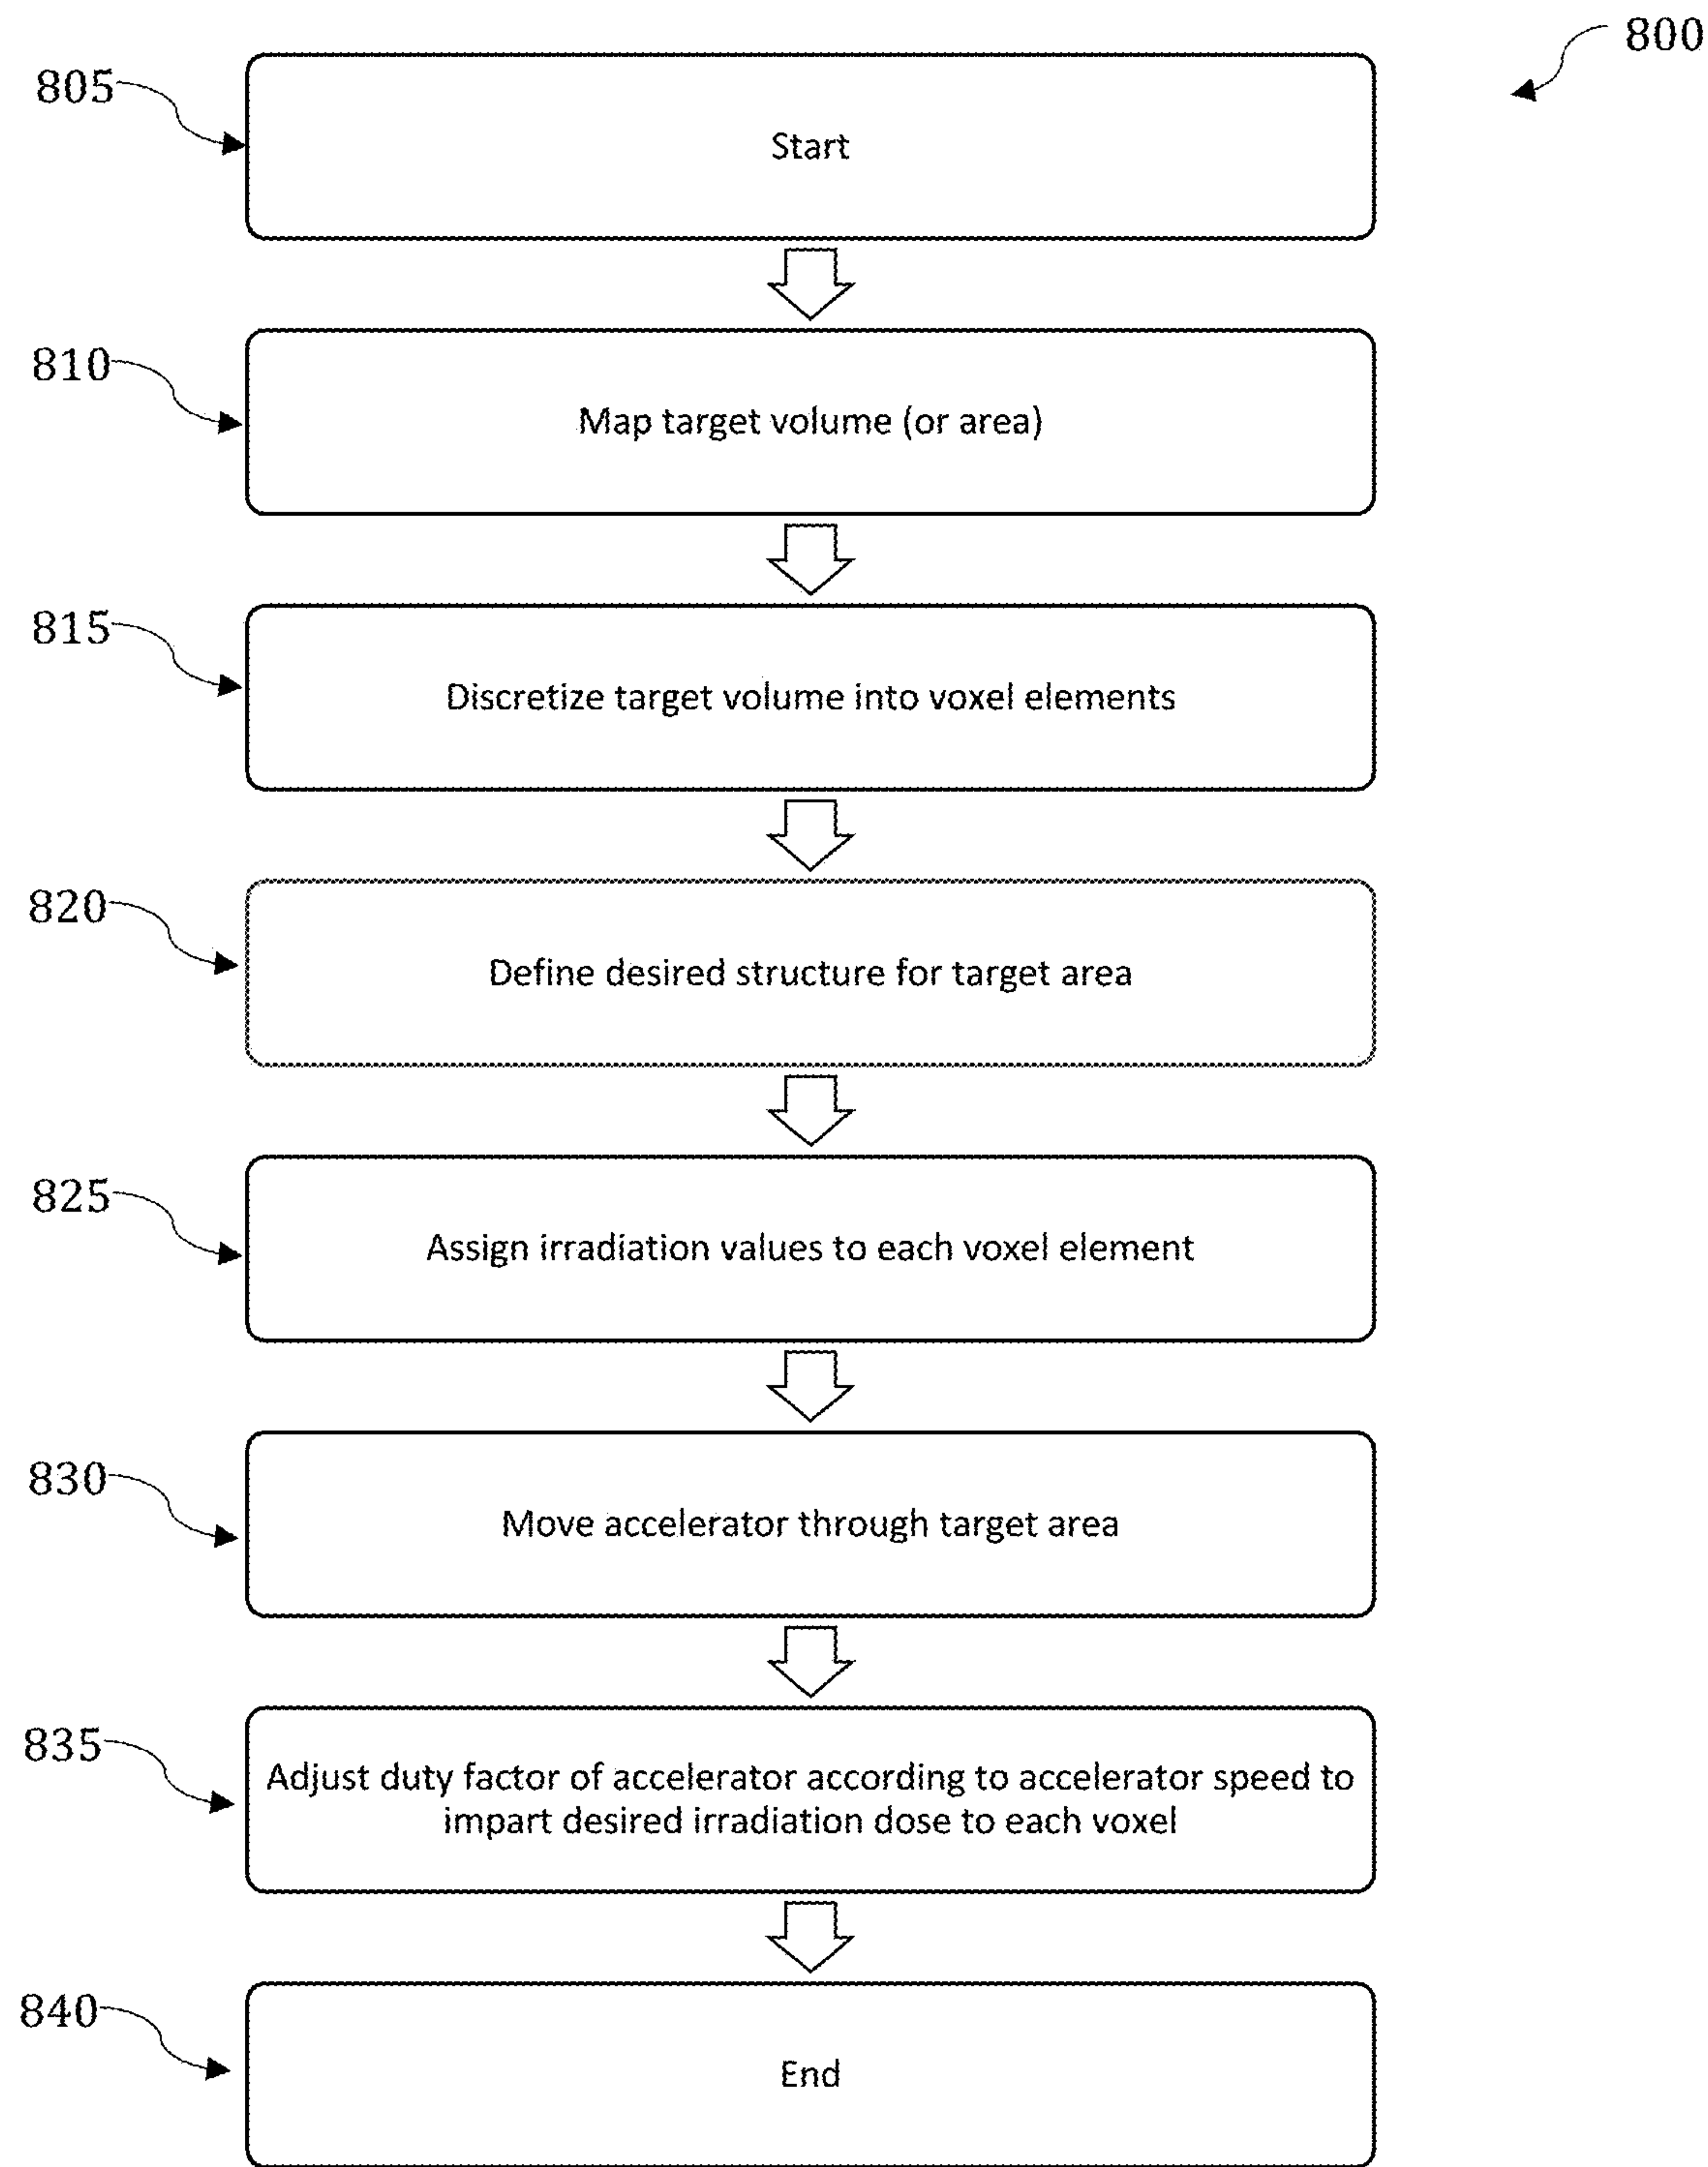 800
805
Start
810
Map target volume (or area)
815
Discretize target volume into voxel elements
820
Define desired structure for target area
825
Assign irradiation values to each voxel element
830
Move accelerator through target area
835
Adjust duty factor of accelerator according to accelerator speed to
impart desired irradiation dose to each voxel
840
End